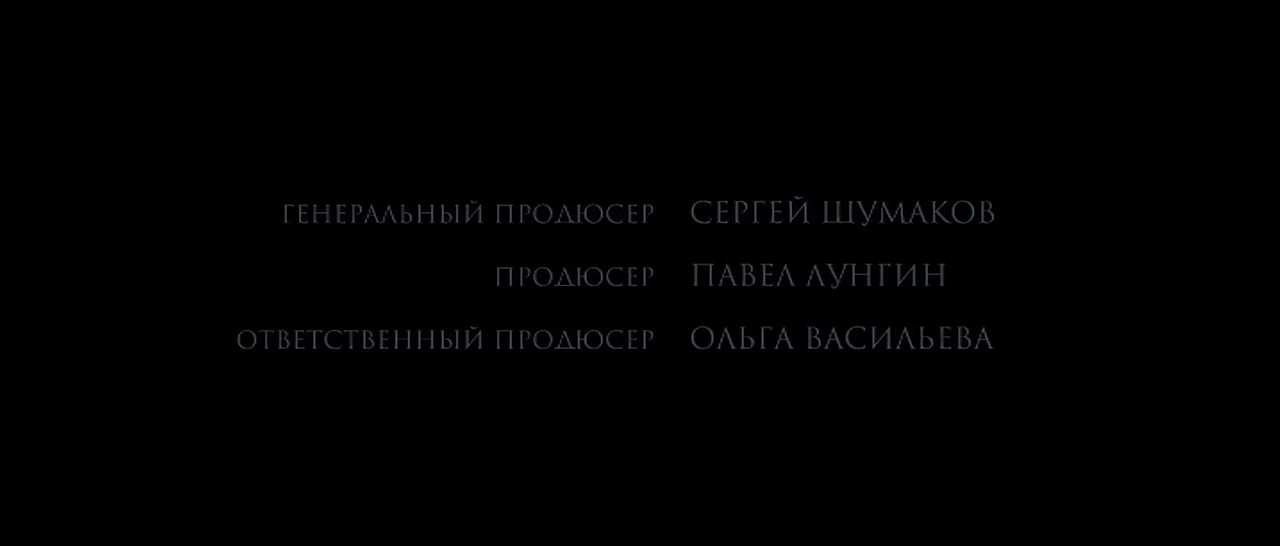 ГЕНЕРАЛЬНЫЙ ПРОДЮСЕР СЕРГЕЙ ШУМАКОВ
ПРОДЮСЕР ПАВЕЛ ЛУНГИН
ОТВЕТСТВЕННЫЙ ПРОДЮСЕР ОЛЬГА ВАСИЛЬЕВА